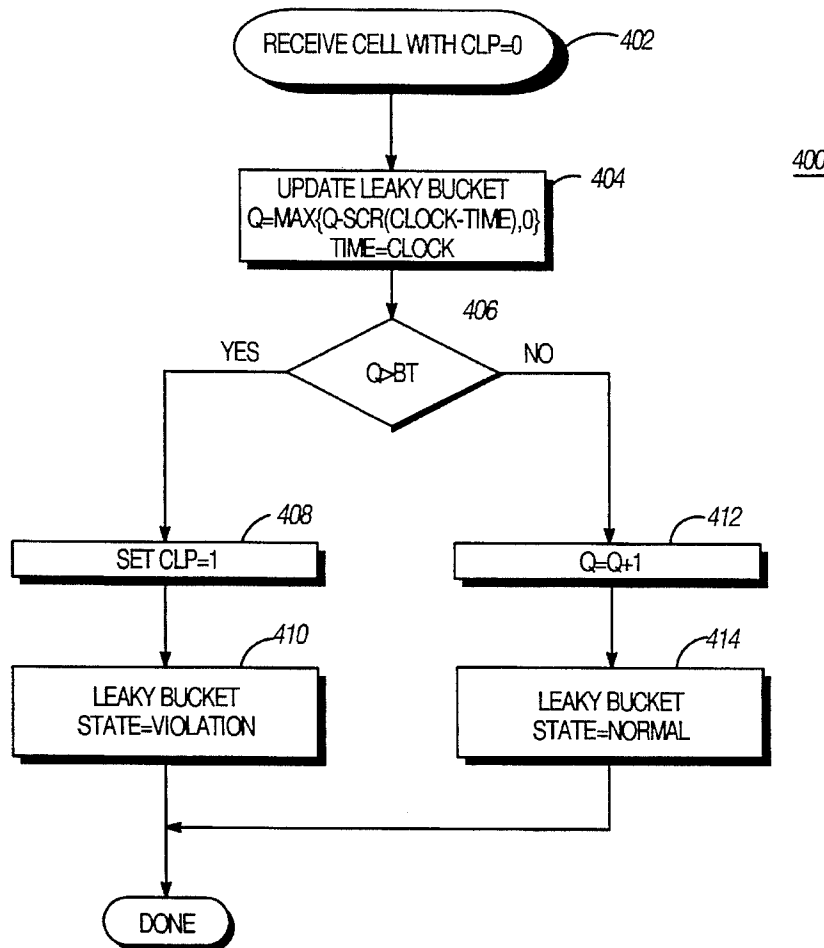 RECEIVE CELL WITH CLP=0
402
400
UPDATE LEAKY BUCKET
Q=MAX{Q-SCR(CLOCK-TIME),0}
TIME=CLOCK
404
406
YES
Q>BT
NO
408
SET CLP=1
412
Q=Q+1
410
LEAKY BUCKET
STATE=VIOLATION
414
LEAKY BUCKET
STATE=NORMAL
DONE